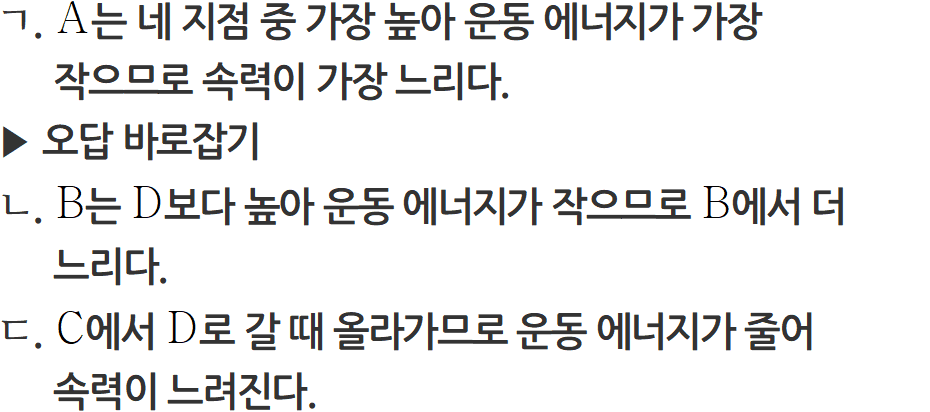 ㄱ. A는 네 지점 중 가장 높아 운동 에너지가 가장
작으므로 속력이 가장 느리다.
▶ 오답 바로잡기
ㄴ. B는 D보다 높아 운동 에너지가 작으므로 B에서 더
느리다.
ㄷ. C에서 D로 갈 때 올라가므로 운동 에너지가 줄어
속력이 느려진다.